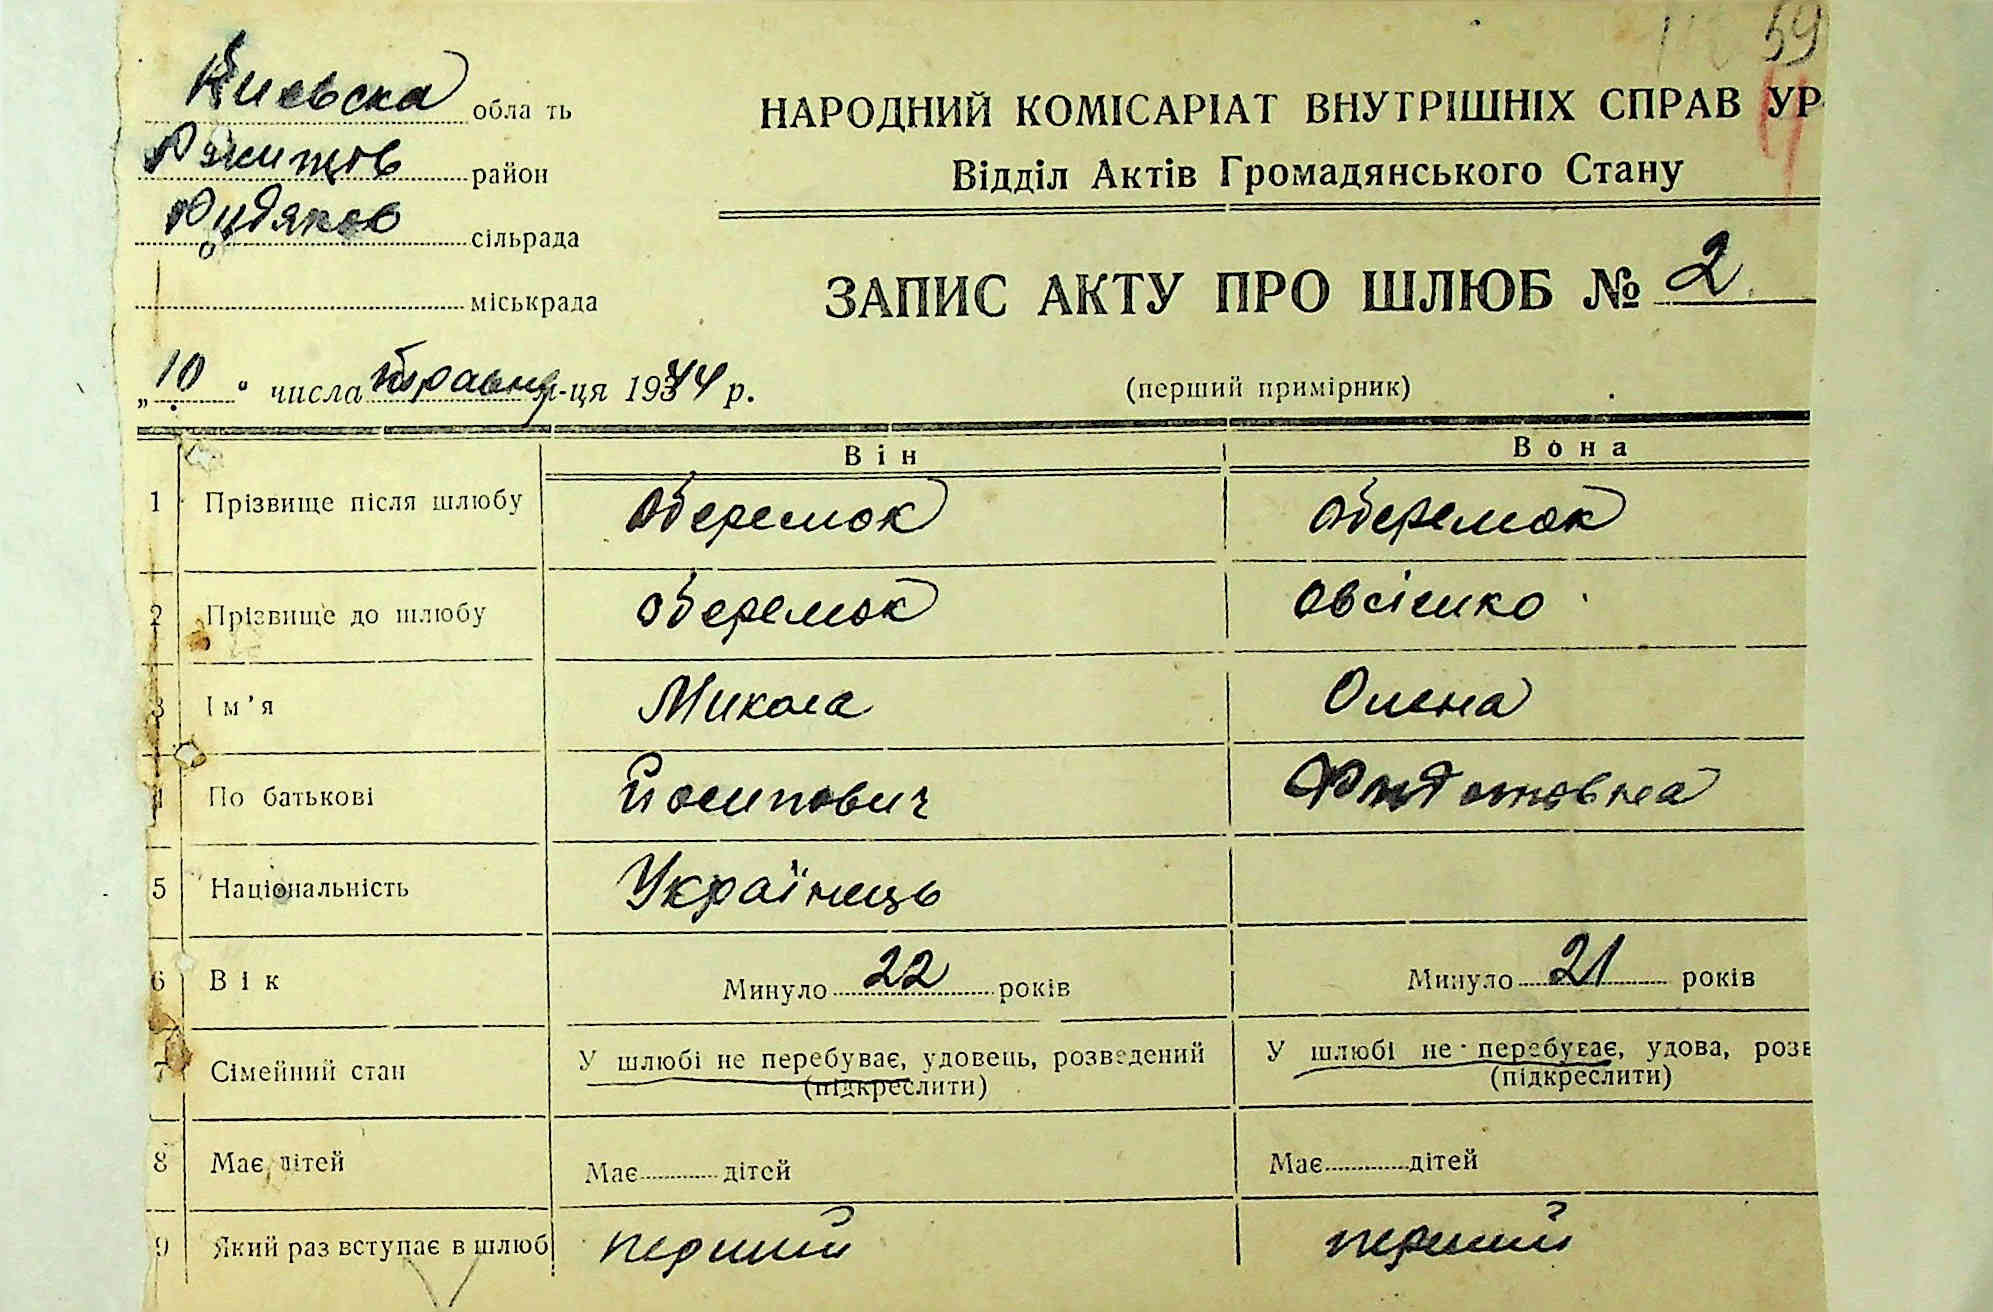 59
Киевска обла ть
НАРОДНИЙ КОМІСАРІАТ ВНУТРІШНІХ СПРАВ УР
Ржищов район
Відділ Актів Громадянського Стану
Рудяков сільрада
міськрада
ЗАПИС АКТУ ПРО ШЛЮБ № 2
„10“ числа травня м-ця 1944 р.
(перший примірник)
Він Вона
1 Прізвище після шлюбу Оберемок Оберемок
2 Прізвище до шлюбу Оберемок Овсієнко
3 Ім'я Микола Олена
4 По батькові Йосипович
5 Національність Українець
6 Вік Минуло 22 років Минуло 21 років
7 Сімейний стан У шлюбі не перебуває, удовець, розведений У шлюбі не перебуває, удова, розв
(підкреслити) (підкреслити)
8 Має дітей Має дітей Має дітей
9 Який раз вступає в шлюб перший перший